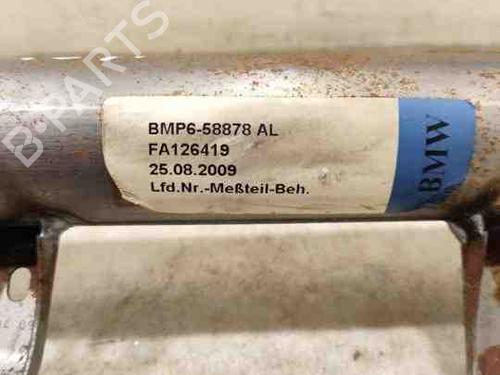 BMP6-58878 AL
FA126419
25.08.2009
Lfd.Nr.-Meßteil-Beh.
BMW
B-PARTS